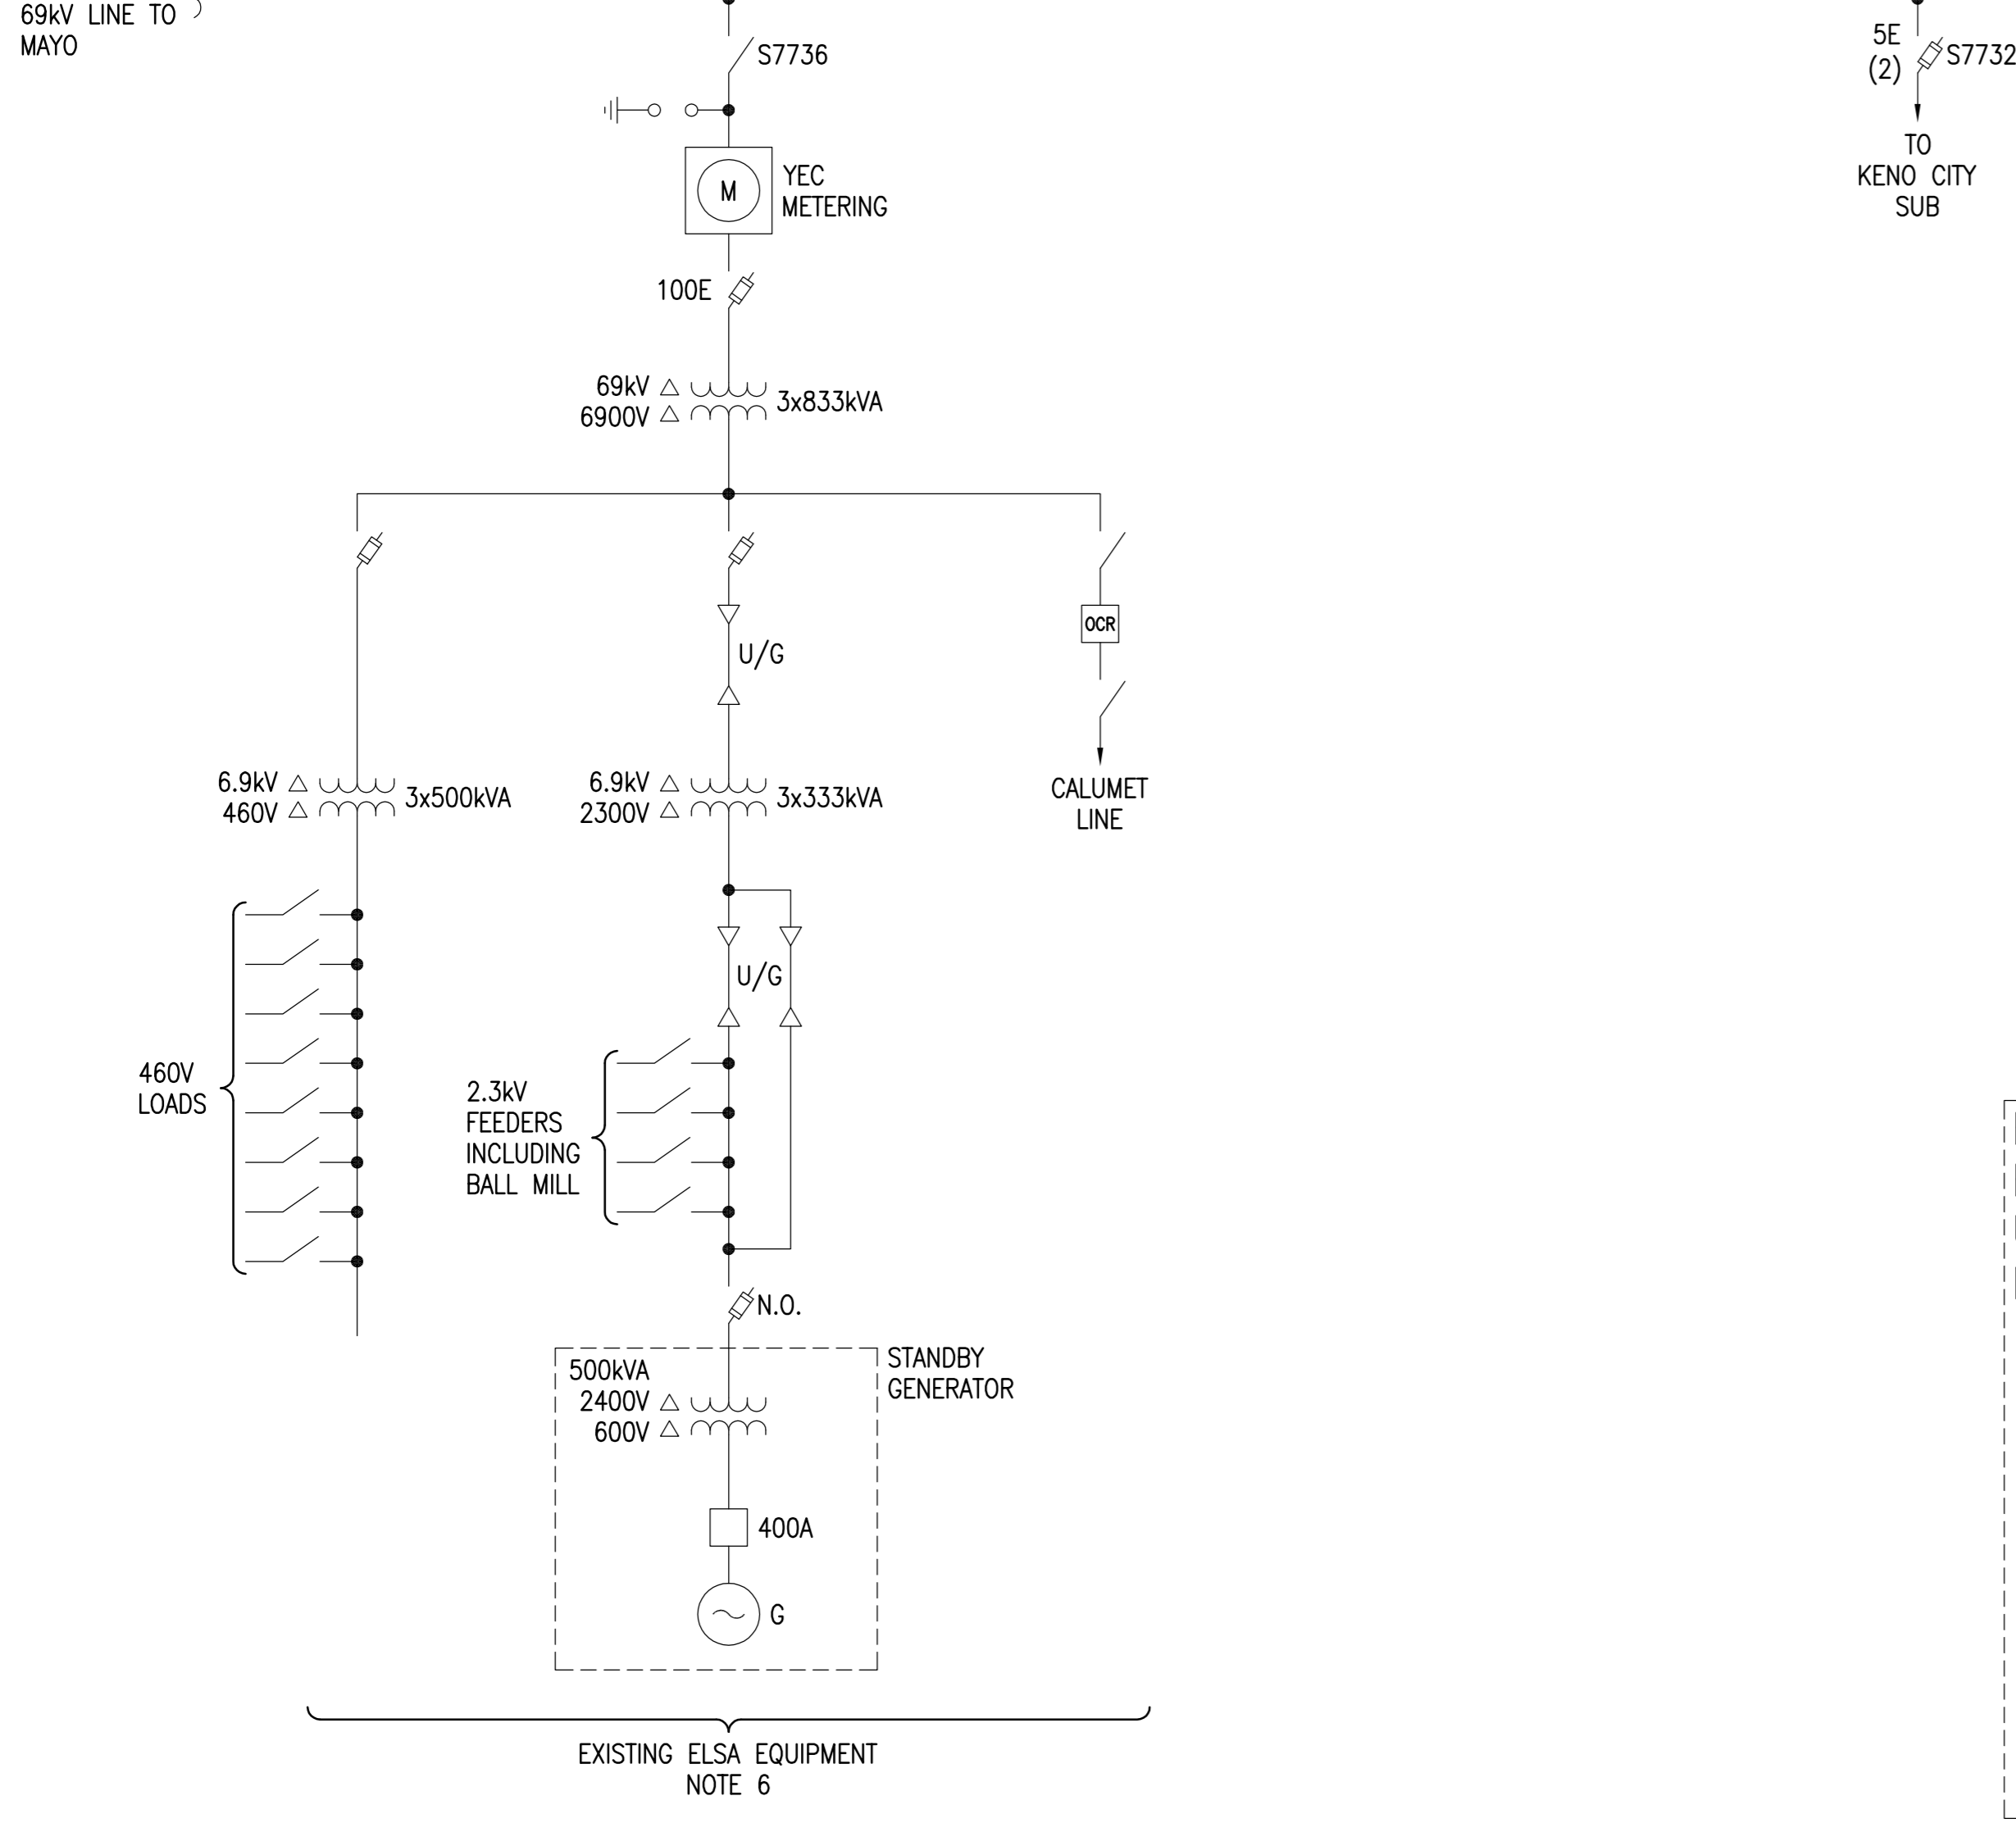 69kV LINE TO
MAYO
S7736
5E
(2)
S7732
TO
KENO CITY
SUB
M
YEC
METERING
100E
69kV
6900V
3x833kVA
U/G
OCR
CALUMET
LINE
6.9kV
460V
3x500kVA
6.9kV
2300V
3x333kVA
U/G
460V
LOADS
2.3kV
FEEDERS
INCLUDING
BALL MILL
N.O.
STANDBY
GENERATOR
500kVA
2400V
600V
400A
G
EXISTING ELSA EQUIPMENT
NOTE 6